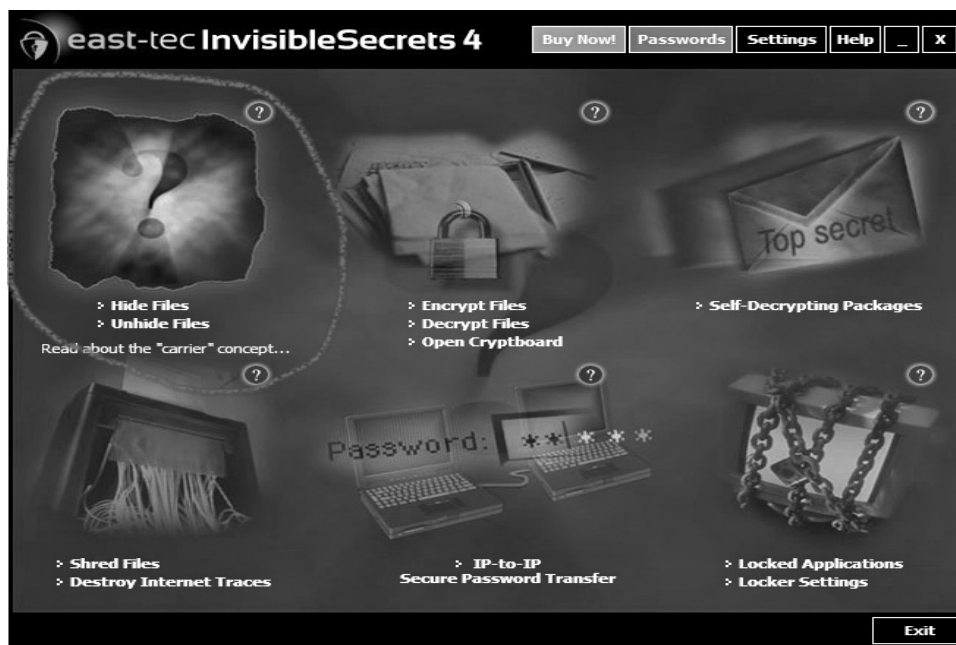 east-tec InvisibleSecrets 4
Buy Now! Passwords Settings Help _ X
? ? ?
> Hide Files
> Unhide Files
Read about the "carrier" concept...
> Encrypt Files
> Decrypt Files
> Open Cryptboard
Top secret
> Self-Decrypting Packages
? ? ?
> Shred Files
> Destroy Internet Traces
Password: ** * * *
> IP-to-IP
Secure Password Transfer
> Locked Applications
> Locker Settings
Exit